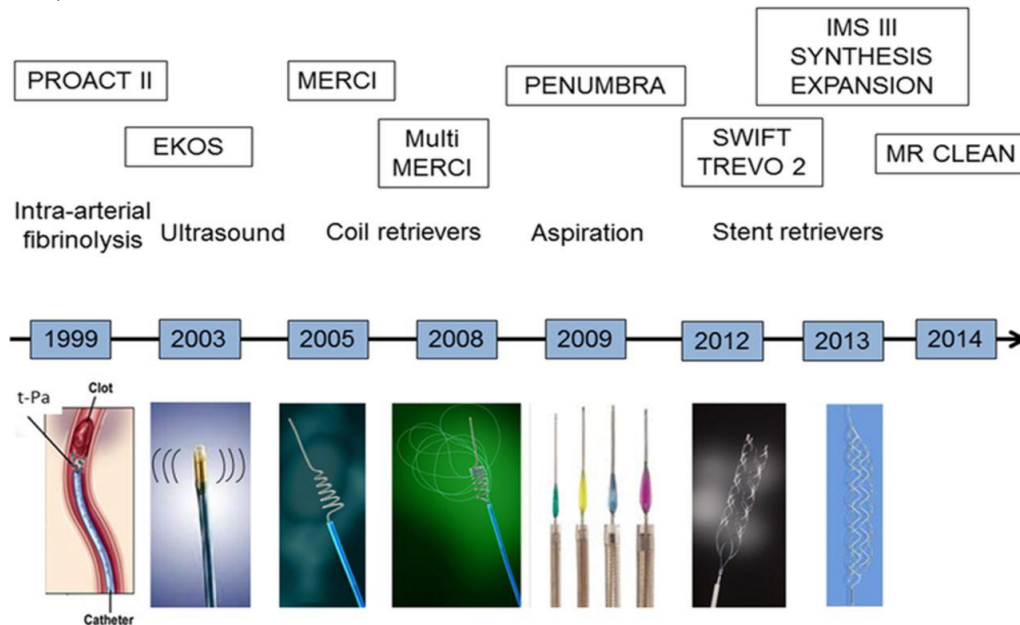 PROACT II
EKOS
MERCI
Multi
MERCI
PENUMBRA
SWIFT
TREVO 2
IMS III
SYNTHESIS
EXPANSION
MR CLEAN
Intra-arterial
fibrinolysis
Ultrasound
Coil retrievers
Aspiration
Stent retrievers
1999
2003
2005
2008
2009
2012
2013
2014
Clot
t-Pa
Catheter